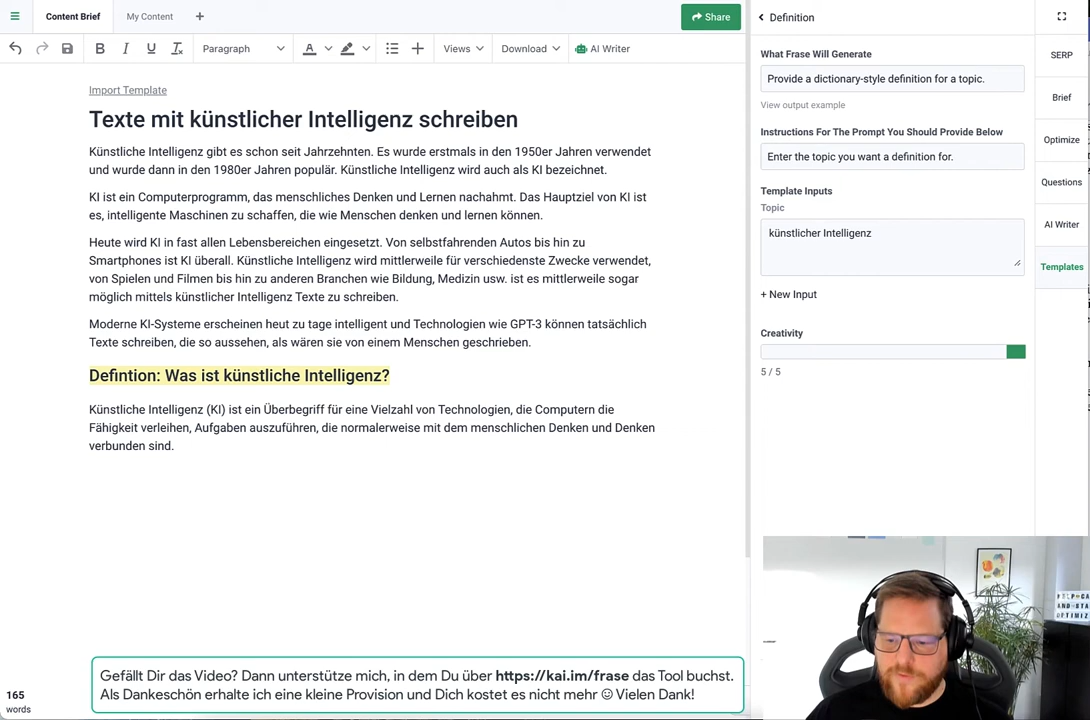 Content Brief
My Content
+
Share
Definition
B I U Tx
Paragraph
A
Views
Download
AI Writer
What Frase Will Generate
SERP
Import Template
Provide a dictionary-style definition for a topic.
View output example
Brief
Texte mit künstlicher Intelligenz schreiben
Instructions For The Prompt You Should Provide Below
Optimize
Künstliche Intelligenz gibt es schon seit Jahrzehnten. Es wurde erstmals in den 1950er Jahren verwendet
und wurde dann in den 1980er Jahren populär. Künstliche Intelligenz wird auch als KI bezeichnet.
Enter the topic you want a definition for.
KI ist ein Computerprogramm, das menschliches Denken und Lernen nachahmt. Das Hauptziel von KI ist
es, intelligente Maschinen zu schaffen, die wie Menschen denken und lernen können.
Template Inputs
Topic
Questions
Heute wird KI in fast allen Lebensbereichen eingesetzt. Von selbstfahrenden Autos bis hin zu
Smartphones ist KI überall. Künstliche Intelligenz wird mittlerweile für verschiedenste Zwecke verwendet,
von Spielen und Filmen bis hin zu anderen Branchen wie Bildung, Medizin usw. ist es mittlerweile sogar
möglich mittels künstlicher Intelligenz Texte zu schreiben.
künstlicher Intelligenz
AI Writer
Templates
+ New Input
Moderne KI-Systeme erscheinen heut zu tage intelligent und Technologien wie GPT-3 können tatsächlich
Texte schreiben, die so aussehen, als wären sie von einem Menschen geschrieben.
Creativity
5 / 5
Defintion: Was ist künstliche Intelligenz?
Künstliche Intelligenz (KI) ist ein Überbegriff für eine Vielzahl von Technologien, die Computern die
Fähigkeit verleihen, Aufgaben auszuführen, die normalerweise mit dem menschlichen Denken und Denken
verbunden sind.
Gefällt Dir das Video? Dann unterstütze mich, in dem Du über https://kai.im/frase das Tool buchst.
Als Dankeschön erhalte ich eine kleine Provision und Dich kostet es nicht mehr ☺ Vielen Dank!
165
words